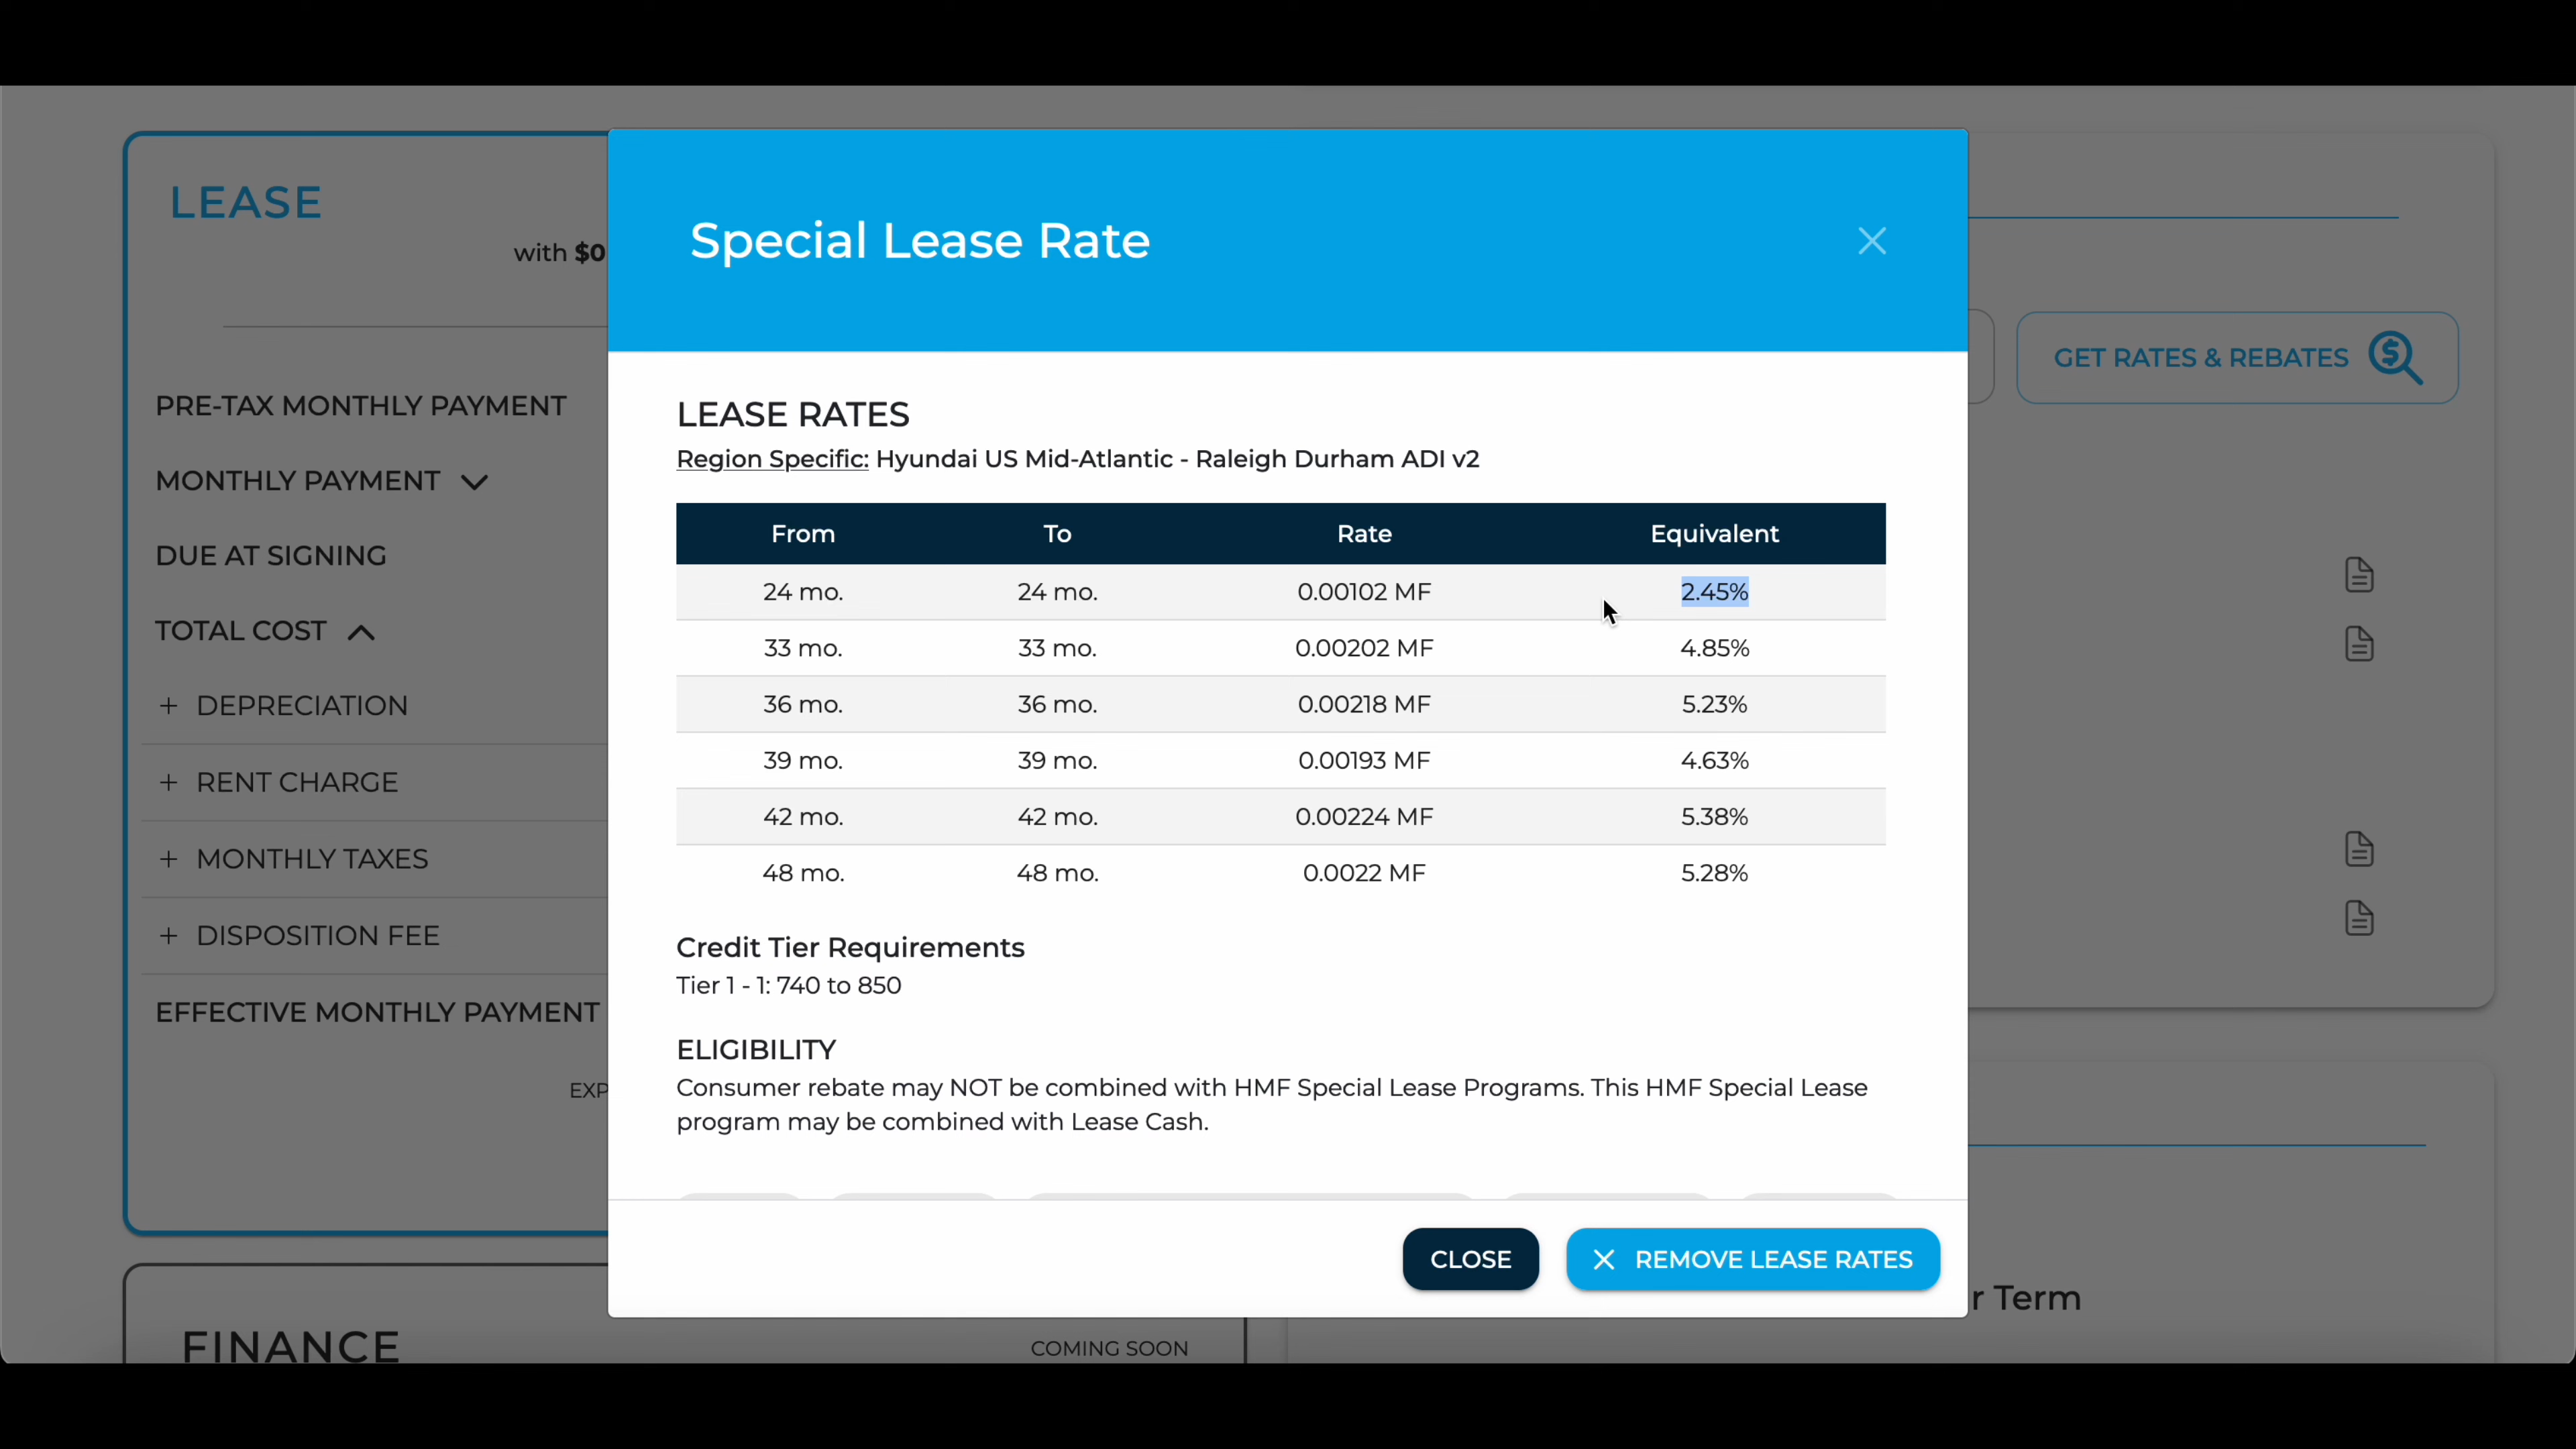 LEASE
with $0
PRE-TAX MONTHLY PAYMENT
MONTHLY PAYMENT
DUE AT SIGNING
TOTAL COST
+ DEPRECIATION
+ RENT CHARGE
+ MONTHLY TAXES
+ DISPOSITION FEE
EFFECTIVE MONTHLY PAYMENT
EXP
FINANCE
COMING SOON
Special Lease Rate
LEASE RATES
Region Specific: Hyundai US Mid-Atlantic - Raleigh Durham ADI v2
From To Rate Equivalent
24 mo. 24 mo. 0.00102 MF 2.45%
33 mo. 33 mo. 0.00202 MF 4.85%
36 mo. 36 mo. 0.00218 MF 5.23%
39 mo. 39 mo. 0.00193 MF 4.63%
42 mo. 42 mo. 0.00224 MF 5.38%
48 mo. 48 mo. 0.0022 MF 5.28%
Credit Tier Requirements
Tier 1 - 1: 740 to 850
ELIGIBILITY
Consumer rebate may NOT be combined with HMF Special Lease Programs. This HMF Special Lease
program may be combined with Lease Cash.
CLOSE
REMOVE LEASE RATES
GET RATES & REBATES
r Term